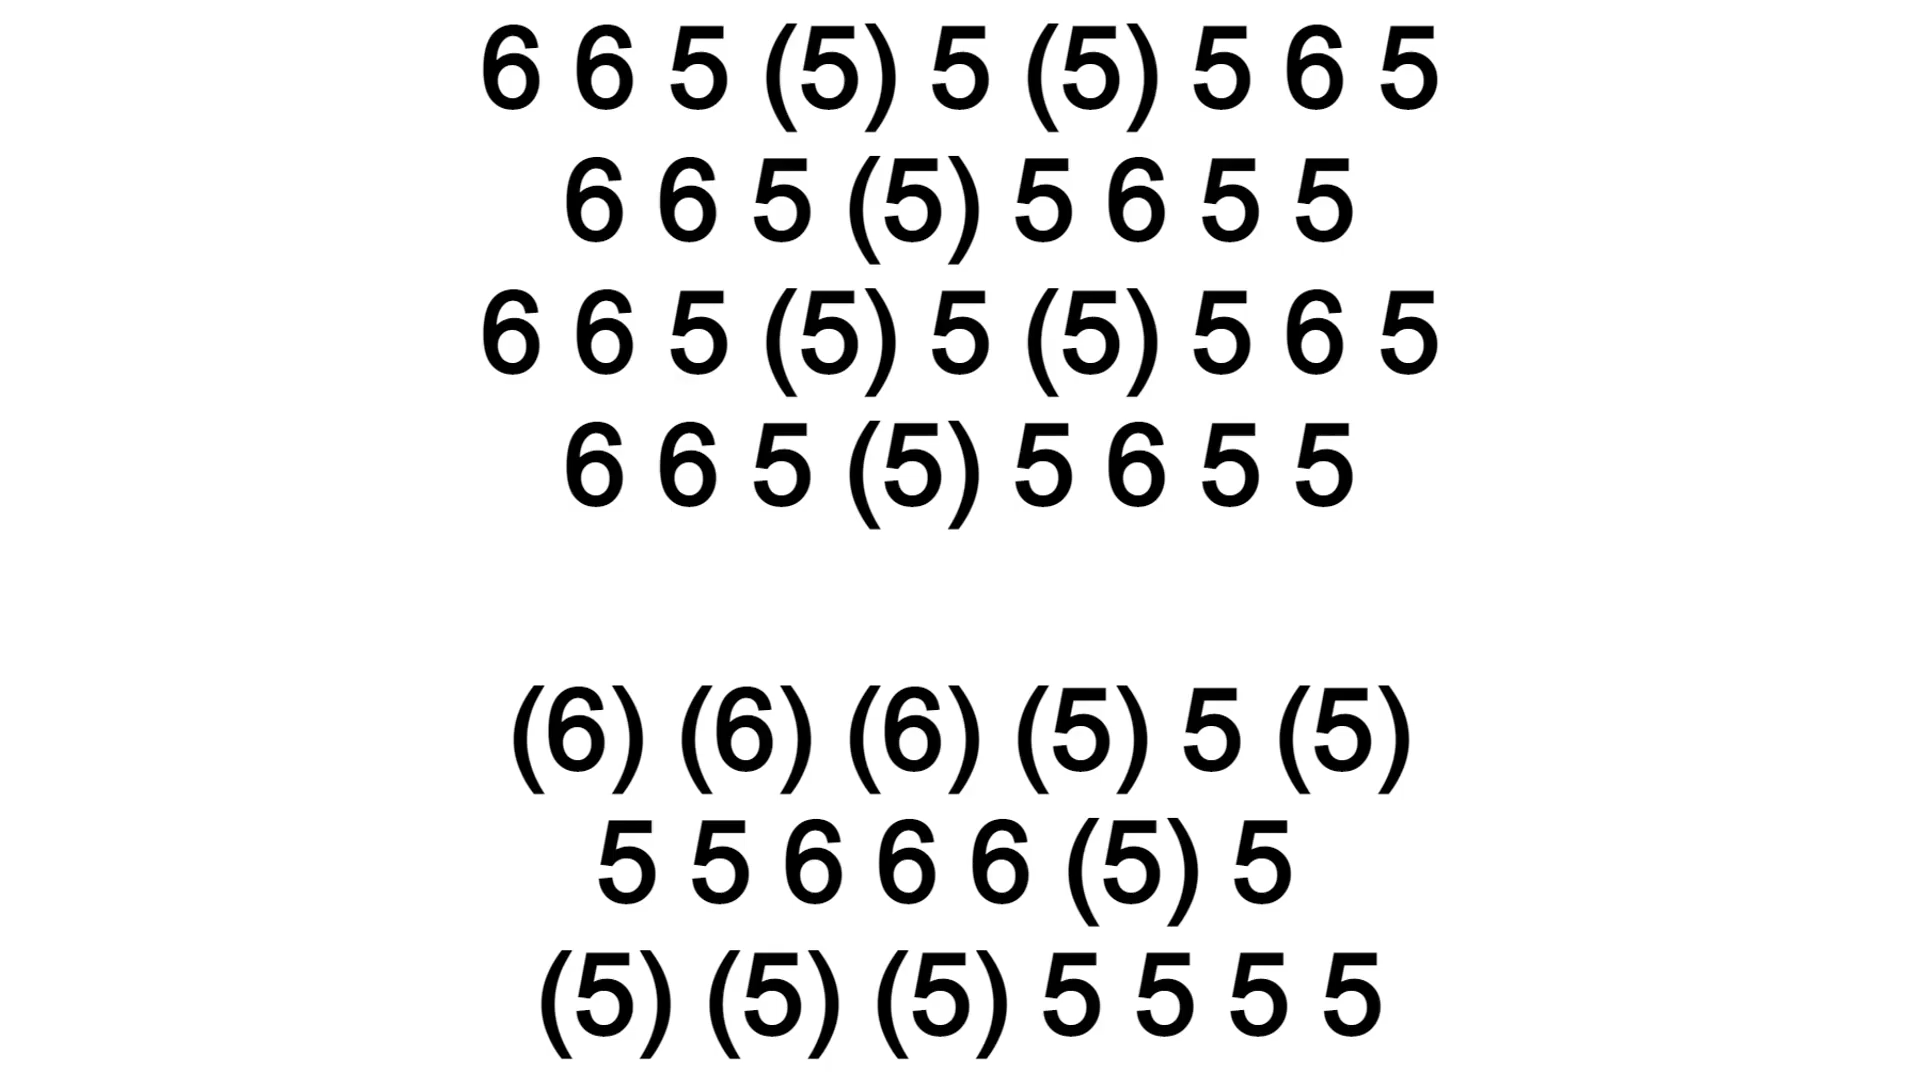 6 6 5 (5) 5 (5) 5 6 5
6 6 5 (5) 5 6 5 5
6 6 5 (5) 5 (5) 5 6 5
6 6 5 (5) 5 6 5 5
(6) (6) (6) (5) 5 (5)
5 5 6 6 6 (5) 5
(5) (5) (5) 5 5 5 5